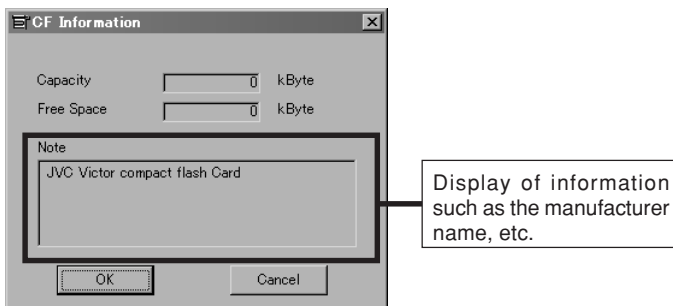 CF Information
Capacity 0 kByte
Free Space 0 kByte
Note
JVC Victor compact flash Card
OK Cancel
Display of information
such as the manufacturer
name, etc.